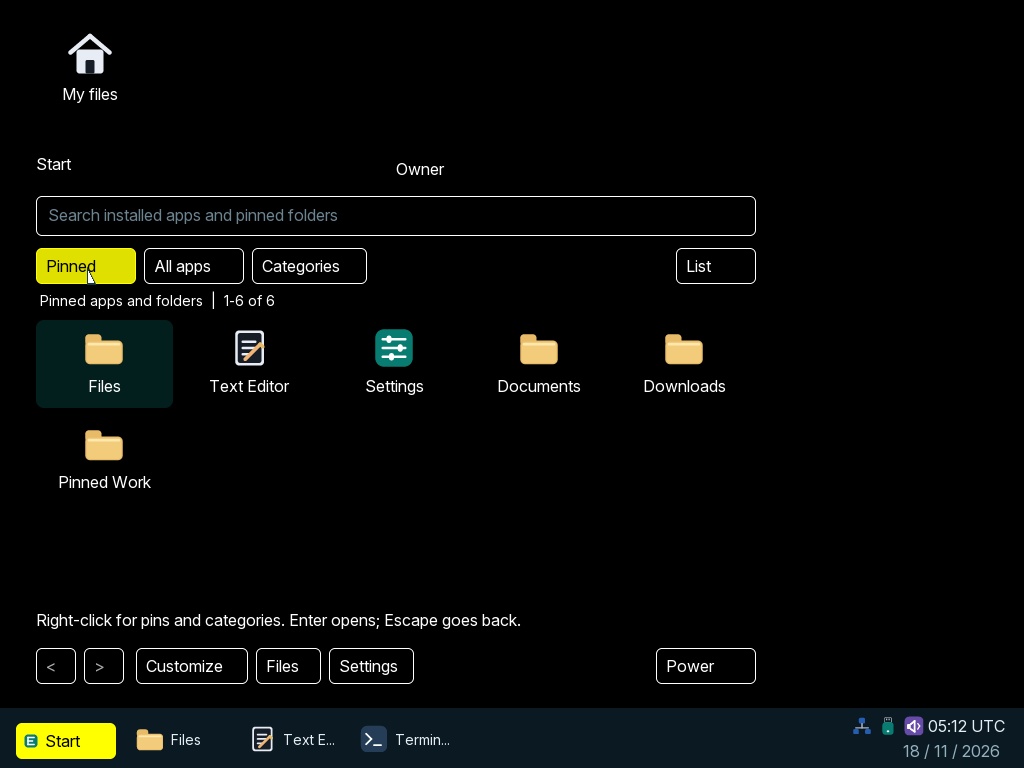 My files
Start
Owner
Search installed apps and pinned folders
Pinned
All apps
Categories
List
Pinned apps and folders | 1-6 of 6
Files
Text Editor
Settings
Documents
Downloads
Pinned Work
Right-click for pins and categories. Enter opens; Escape goes back.
<
>
Customize
Files
Settings
Power
E Start
Files
Text E...
Termin...
05:12 UTC
18 / 11 / 2026